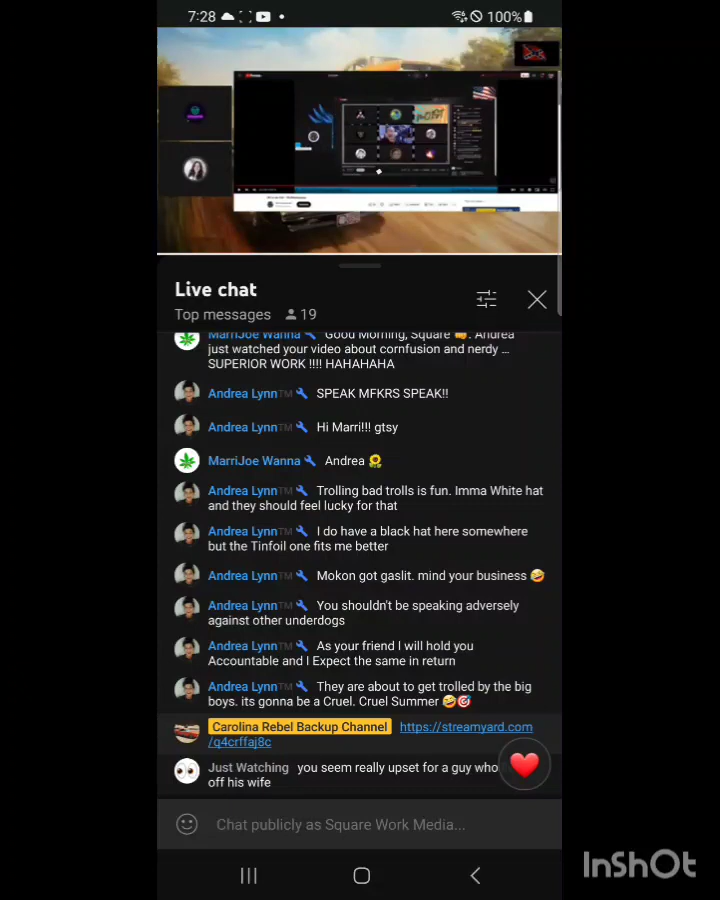 7:28
100%
Live chat
Top messages 19
MarriJoe Wanna Good Morning, Square . Andrea
just watched your video about cornfusion and nerdy ...
SUPERIOR WORK !!!! HAHAHAHA
Andrea Lynn™ SPEAK MFKRS SPEAK!!
Andrea Lynn™ Hi Marri!!! gtsy
MarriJoe Wanna Andrea 🌻
Andrea Lynn™ Trolling bad trolls is fun. Imma White hat
and they should feel lucky for that
Andrea Lynn™ I do have a black hat here somewhere
but the Tinfoil one fits me better
Andrea Lynn™ Mokon got gaslit. mind your business 🤣
Andrea Lynn™ You shouldn't be speaking adversely
against other underdogs
Andrea Lynn™ As your friend I will hold you
Accountable and I Expect the same in return
Andrea Lynn™ They are about to get trolled by the big
boys. its gonna be a Cruel. Cruel Summer 🤣🎯
Carolina Rebel Backup Channel https://streamyard.com
/q4crffaj8c
Just Watching you seem really upset for a guy who
off his wife
Chat publicly as Square Work Media...
InShOt